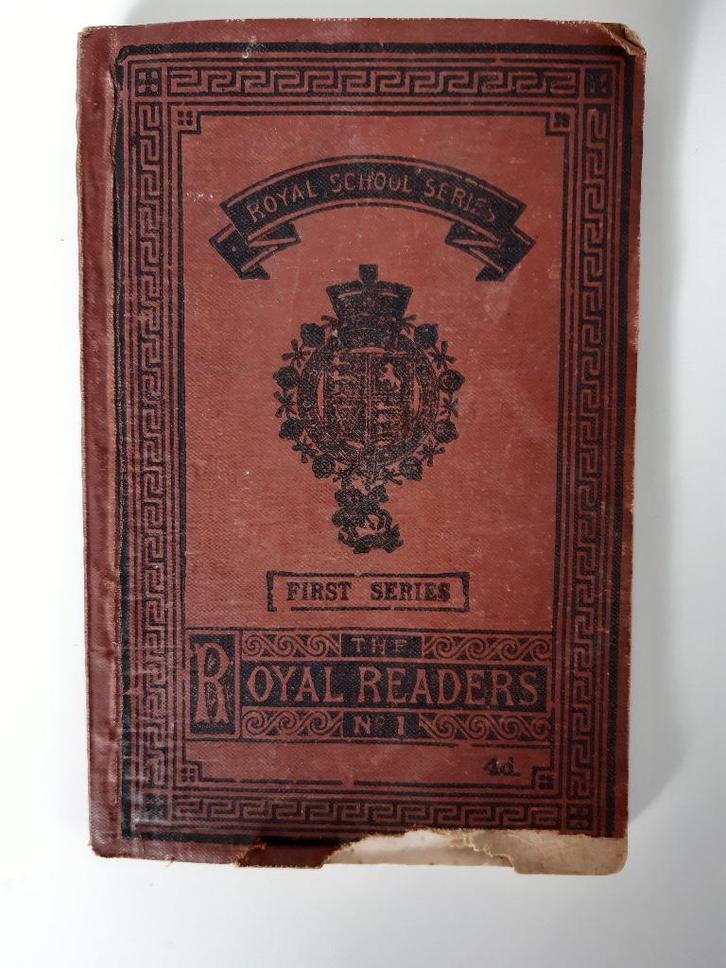 ROYAL SCHOOL SERIES
FIRST SERIES
THE
ROYAL READERS
Nº 1
4d.